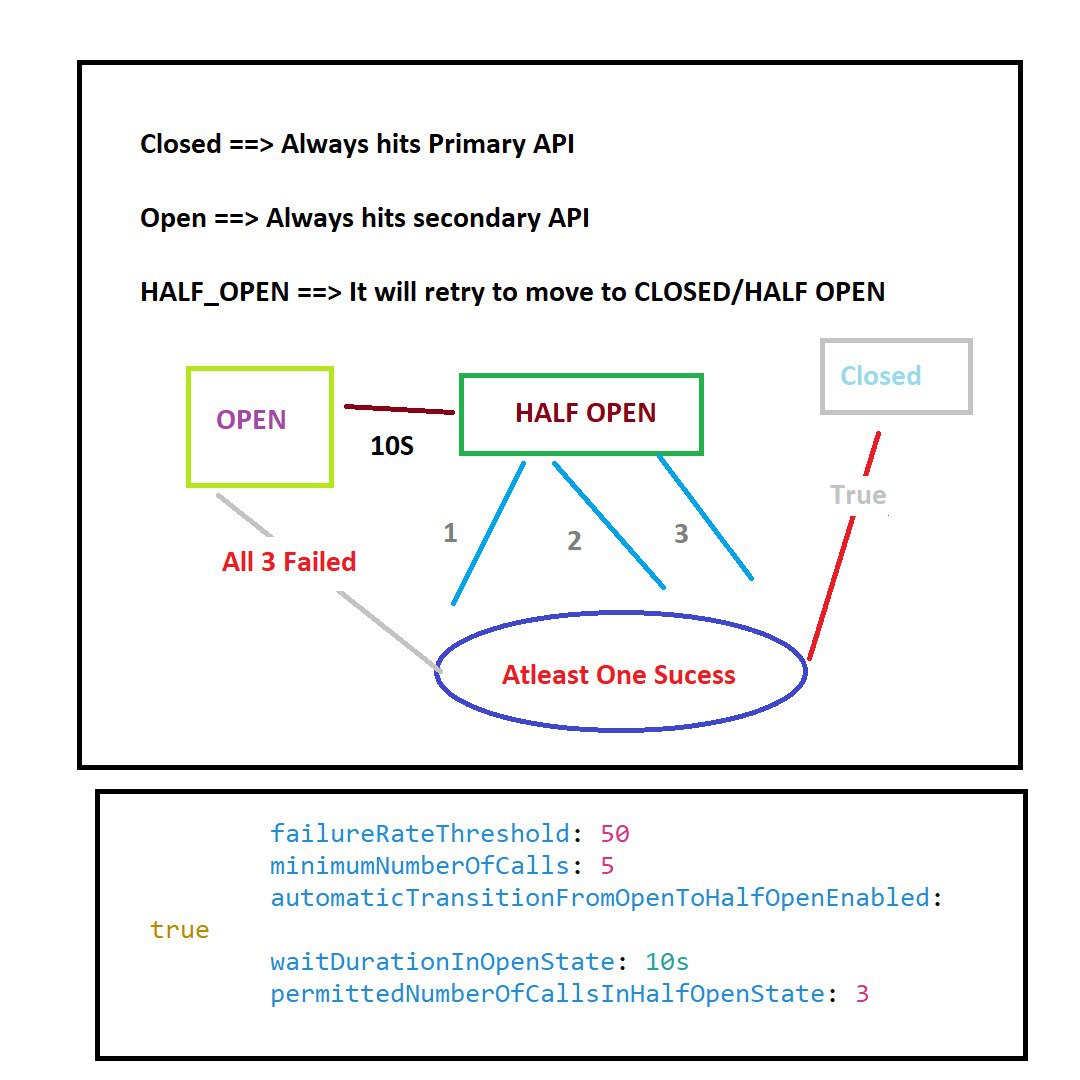 Closed ==> Always hits Primary API
Open ==> Always hits secondary API
HALF_OPEN ==> It will retry to move to CLOSED/HALF OPEN
Closed
OPEN
HALF OPEN
10S
True
1
2
3
All 3 Failed
Atleast One Sucess
failureRateThreshold: 50
minimumNumberOfCalls: 5
automaticTransitionFromOpenToHalfOpenEnabled:
true
waitDurationInOpenState: 10s
permittedNumberOfCallsInHalfOpenState: 3